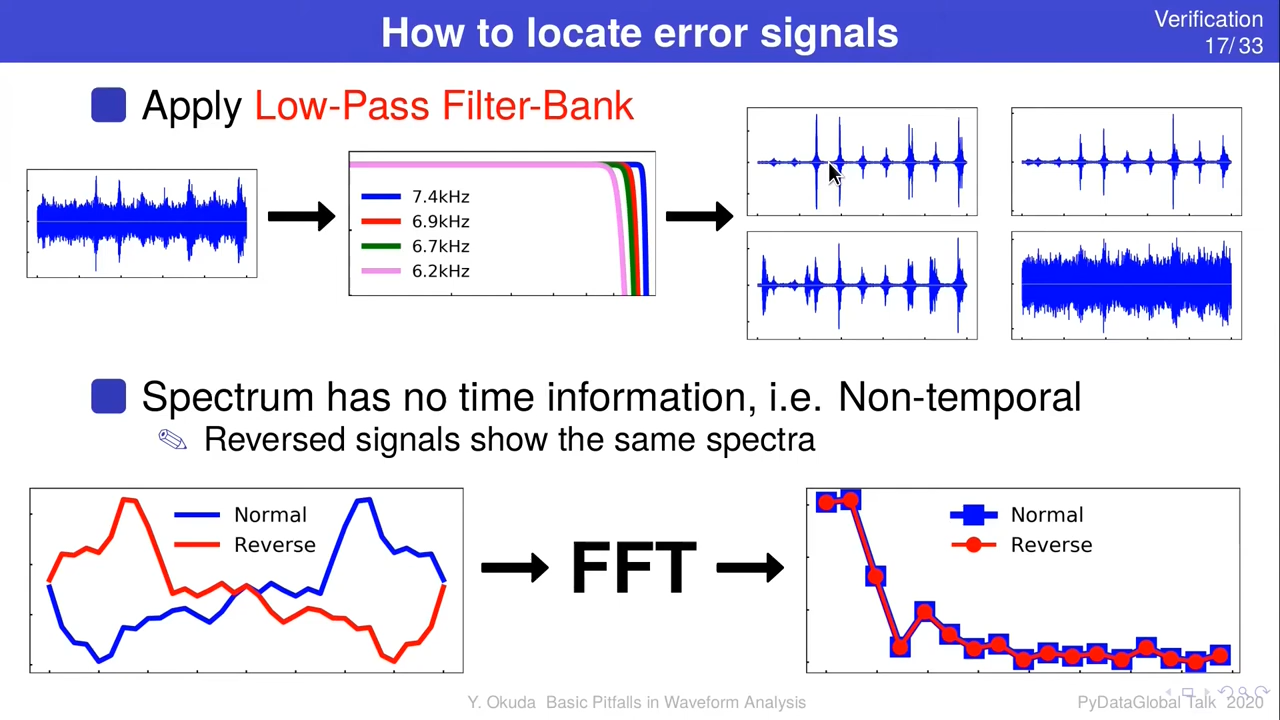 How to locate error signals
Verification
17/33
Apply Low-Pass Filter-Bank
7.4kHz
6.9kHz
6.7kHz
6.2kHz
Spectrum has no time information, i.e. Non-temporal
Reversed signals show the same spectra
Normal
Reverse
FFT
Normal
Reverse
Y. Okuda Basic Pitfalls in Waveform Analysis
PyDataGlobal Talk 2020